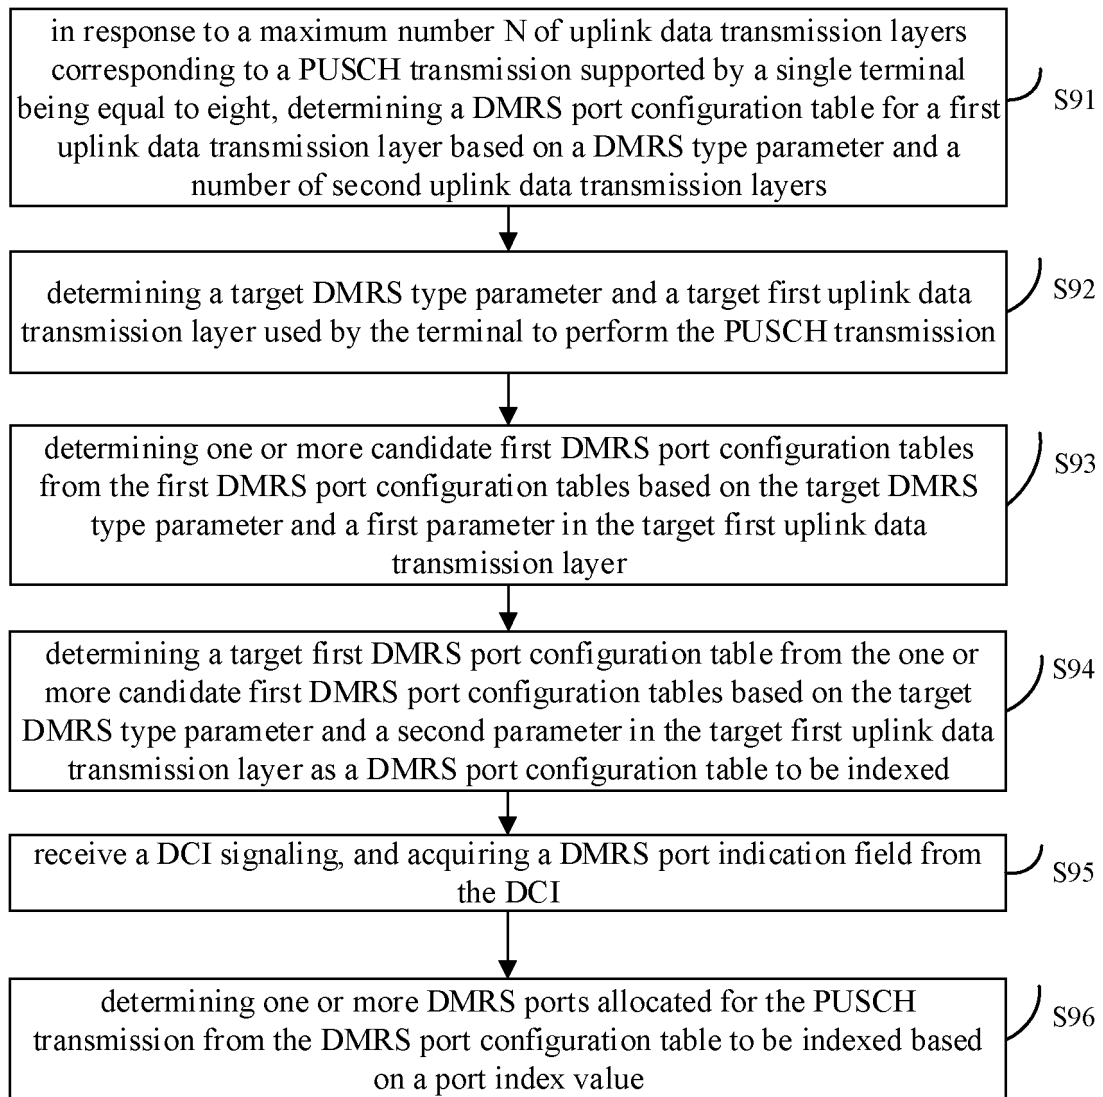 in response to a maximum number N of uplink data transmission layers
corresponding to a PUSCH transmission supported by a single terminal
being equal to eight, determining a DMRS port configuration table for a first
uplink data transmission layer based on a DMRS type parameter and a
number of second uplink data transmission layers
S91
determining a target DMRS type parameter and a target first uplink data
transmission layer used by the terminal to perform the PUSCH transmission
S92
determining one or more candidate first DMRS port configuration tables
from the first DMRS port configuration tables based on the target DMRS
type parameter and a first parameter in the target first uplink data
transmission layer
S93
determining a target first DMRS port configuration table from the one or
more candidate first DMRS port configuration tables based on the target
DMRS type parameter and a second parameter in the target first uplink data
transmission layer as a DMRS port configuration table to be indexed
S94
receive a DCI signaling, and acquiring a DMRS port indication field from
the DCI
S95
determining one or more DMRS ports allocated for the PUSCH
transmission from the DMRS port configuration table to be indexed based
on a port index value
S96